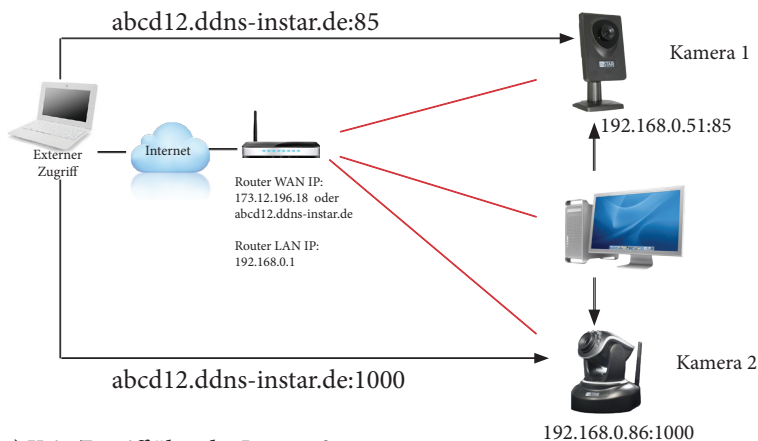 abcd12.ddns-instar.de:85
Kamera 1
192.168.0.51:85
Externer
Zugriff
Internet
Router WAN IP:
173.12.196.18 oder
abcd12.ddns-instar.de
Router LAN IP:
192.168.0.1
Kamera 2
abcd12.ddns-instar.de:1000
192.168.0.86:1000